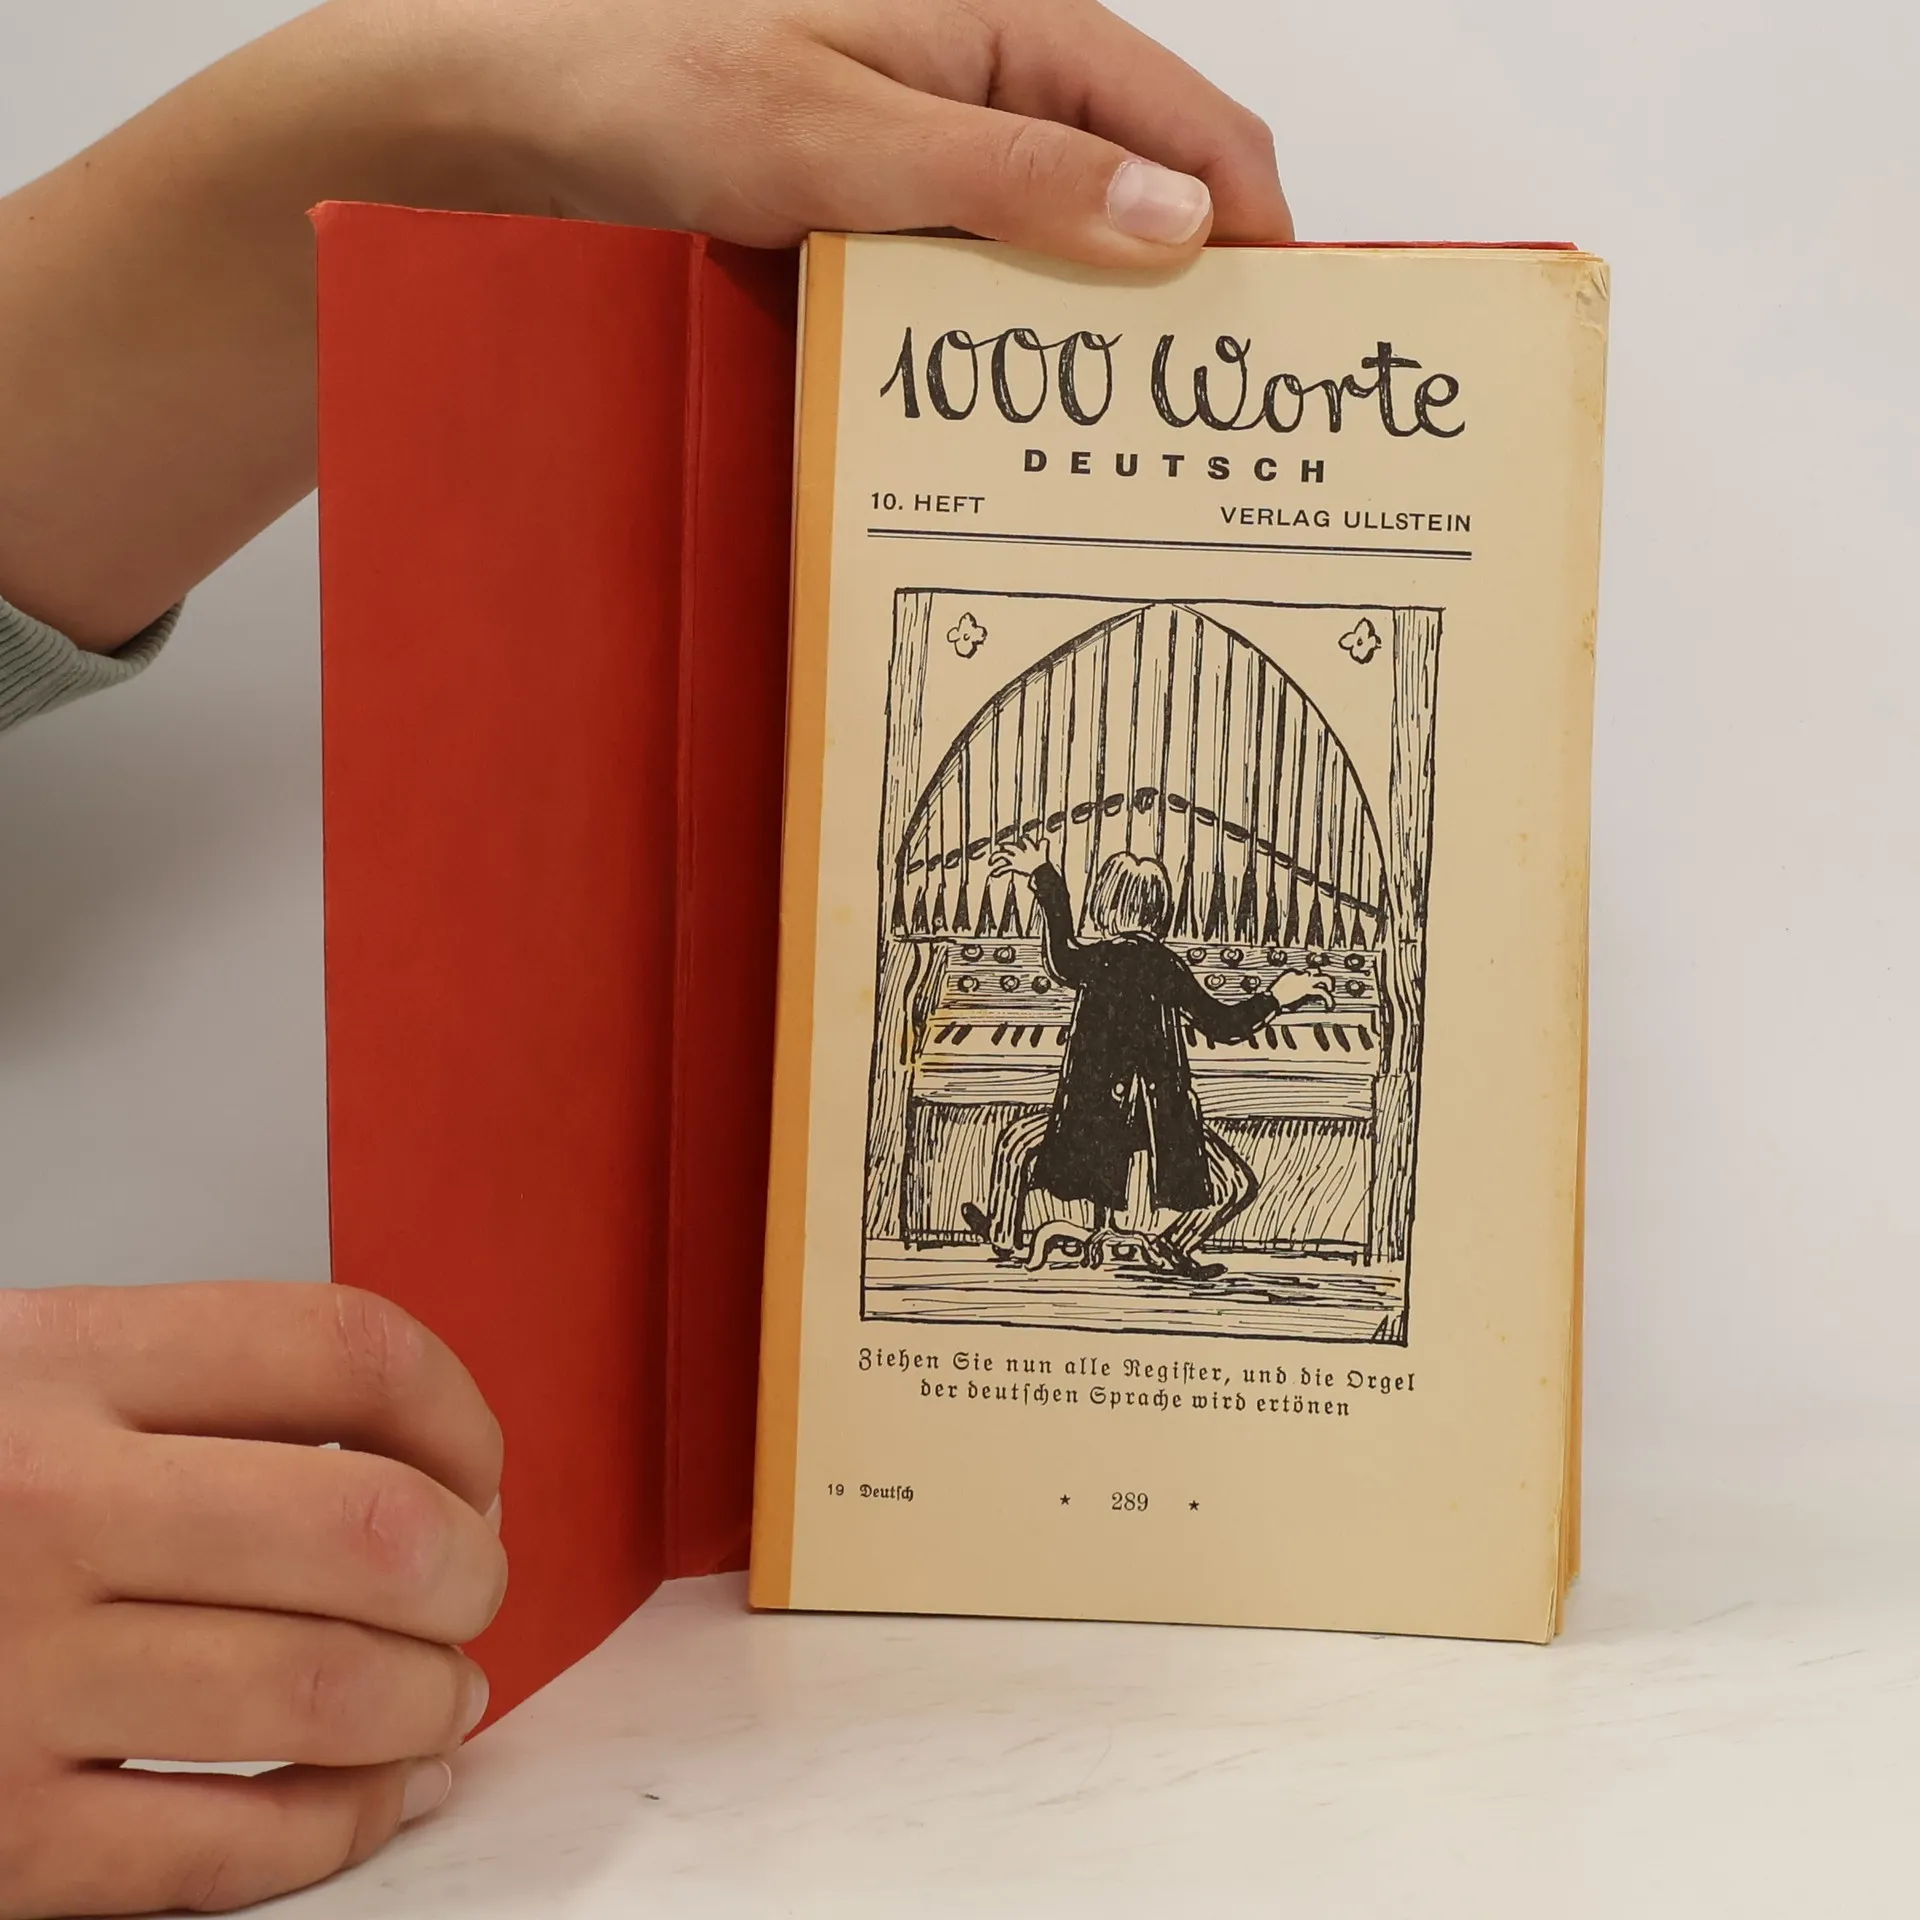 1000 Worte
DEUTSCH
10. HEFT VERLAG ULLSTEIN
Ziehen Sie nun alle Regiſter, und die Orgel
der deutſchen Sprache wird ertönen
19 Deutſch ★ 289 ★